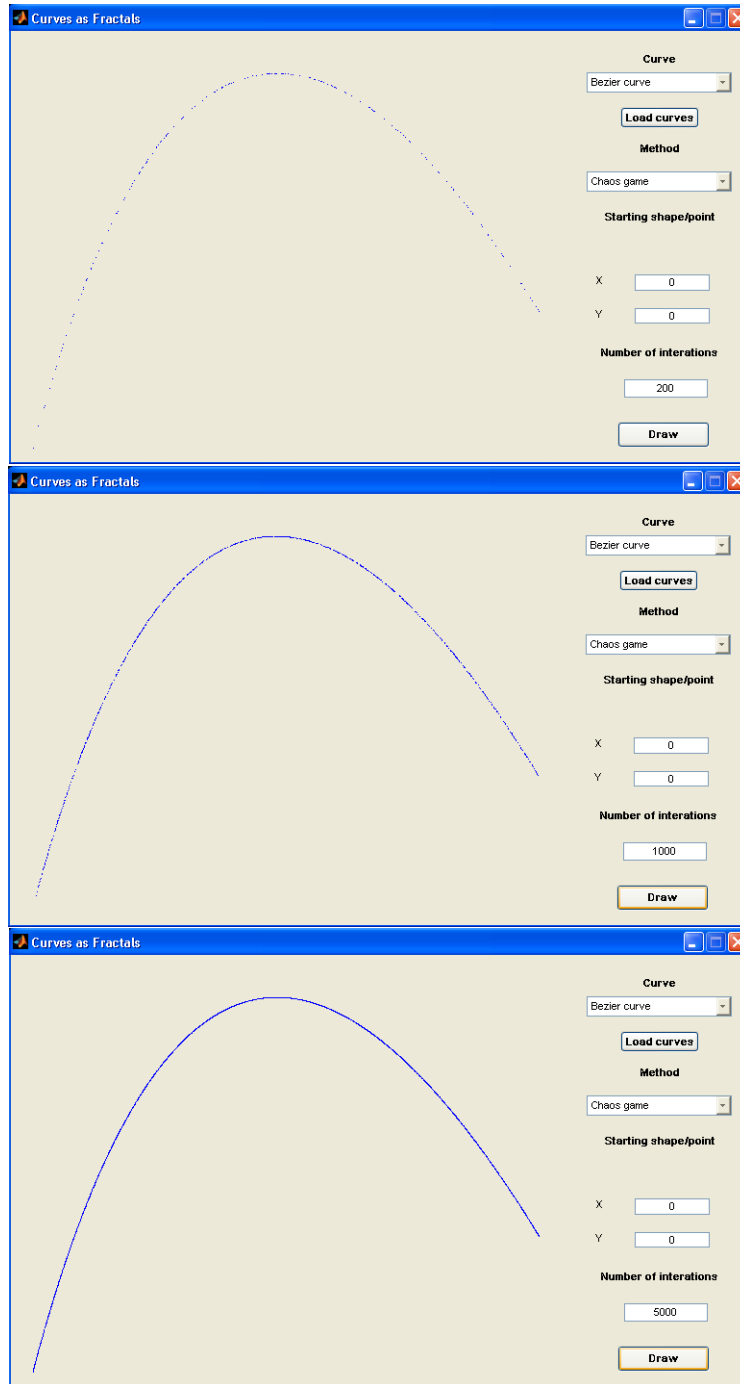 Curves as Fractals
Curve
Bezier curve
Load curves
Method
Chaos game
Starting shape/point
X 0
Y 0
Number of interations
200
Draw
Curves as Fractals
Curve
Bezier curve
Load curves
Method
Chaos game
Starting shape/point
X 0
Y 0
Number of interations
1000
Draw
Curves as Fractals
Curve
Bezier curve
Load curves
Method
Chaos game
Starting shape/point
X 0
Y 0
Number of interations
5000
Draw